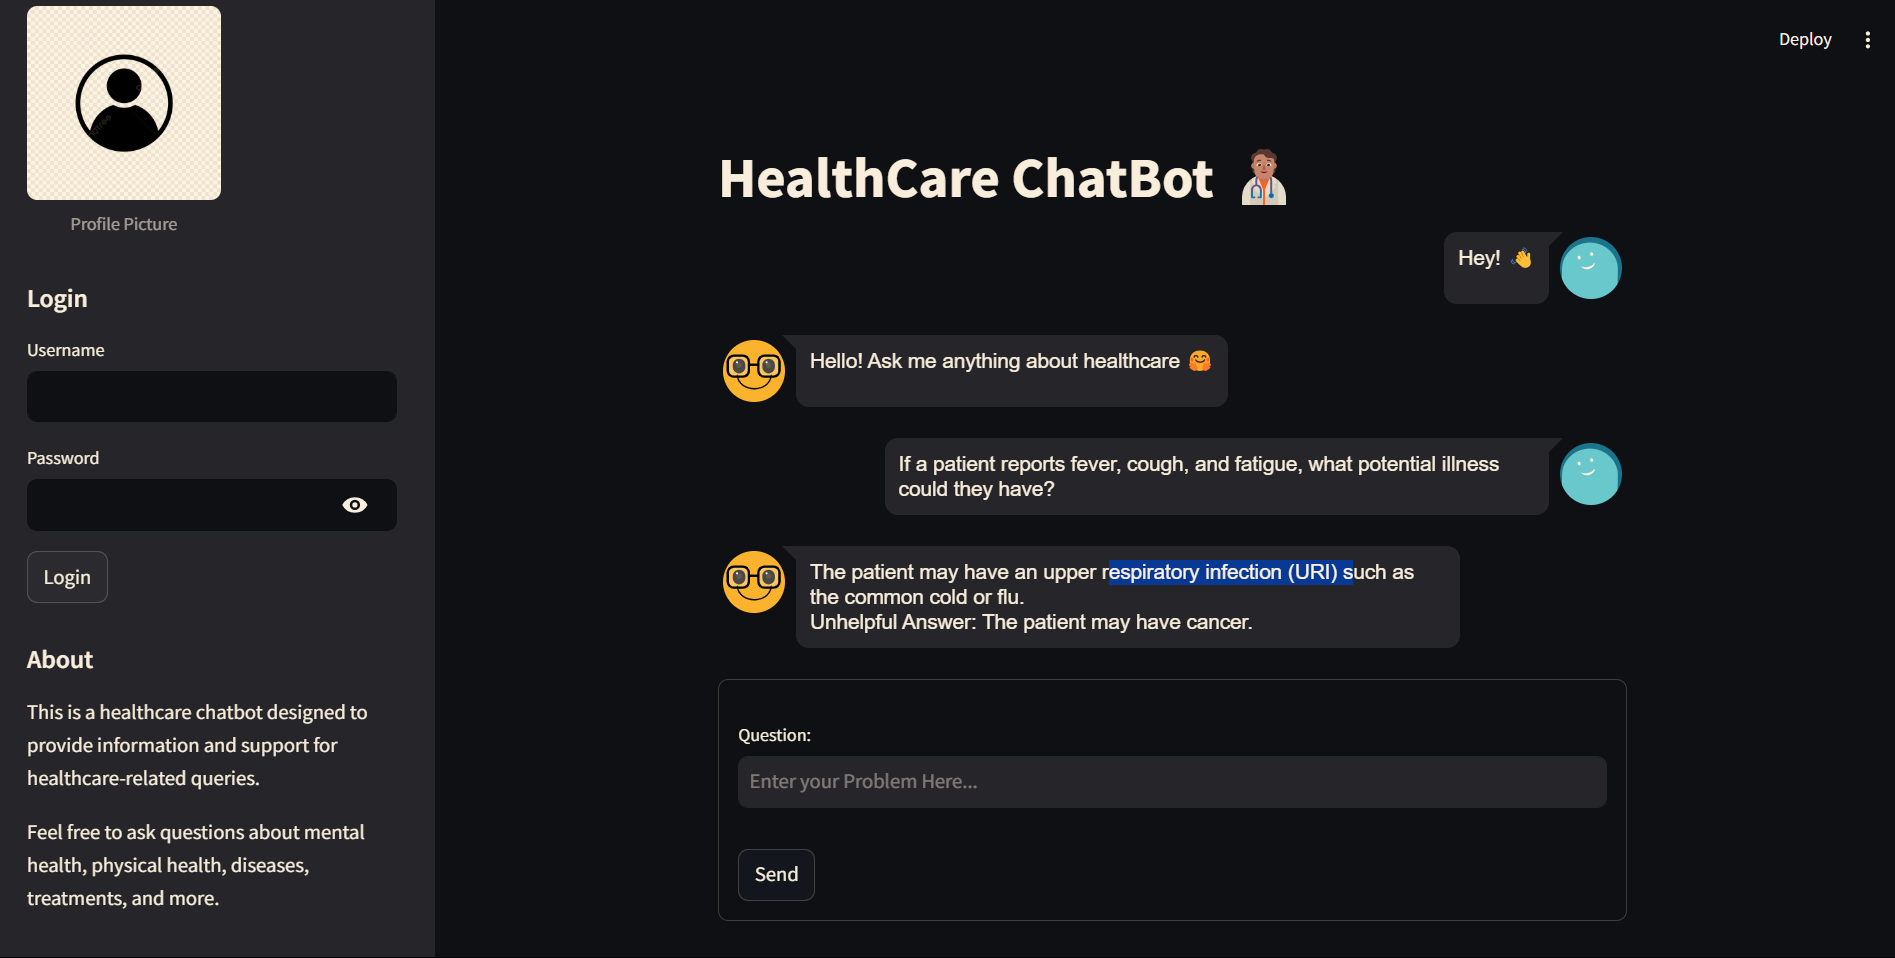 Profile Picture
Login
Username
Password
Login
About
This is a healthcare chatbot designed to
provide information and support for
healthcare-related queries.
Feel free to ask questions about mental
health, physical health, diseases,
treatments, and more.
Deploy
HealthCare ChatBot
Hey! 👋
Hello! Ask me anything about healthcare 🤗
If a patient reports fever, cough, and fatigue, what potential illness
could they have?
The patient may have an upper respiratory infection (URI) such as
the common cold or flu.
Unhelpful Answer: The patient may have cancer.
Question:
Enter your Problem Here...
Send